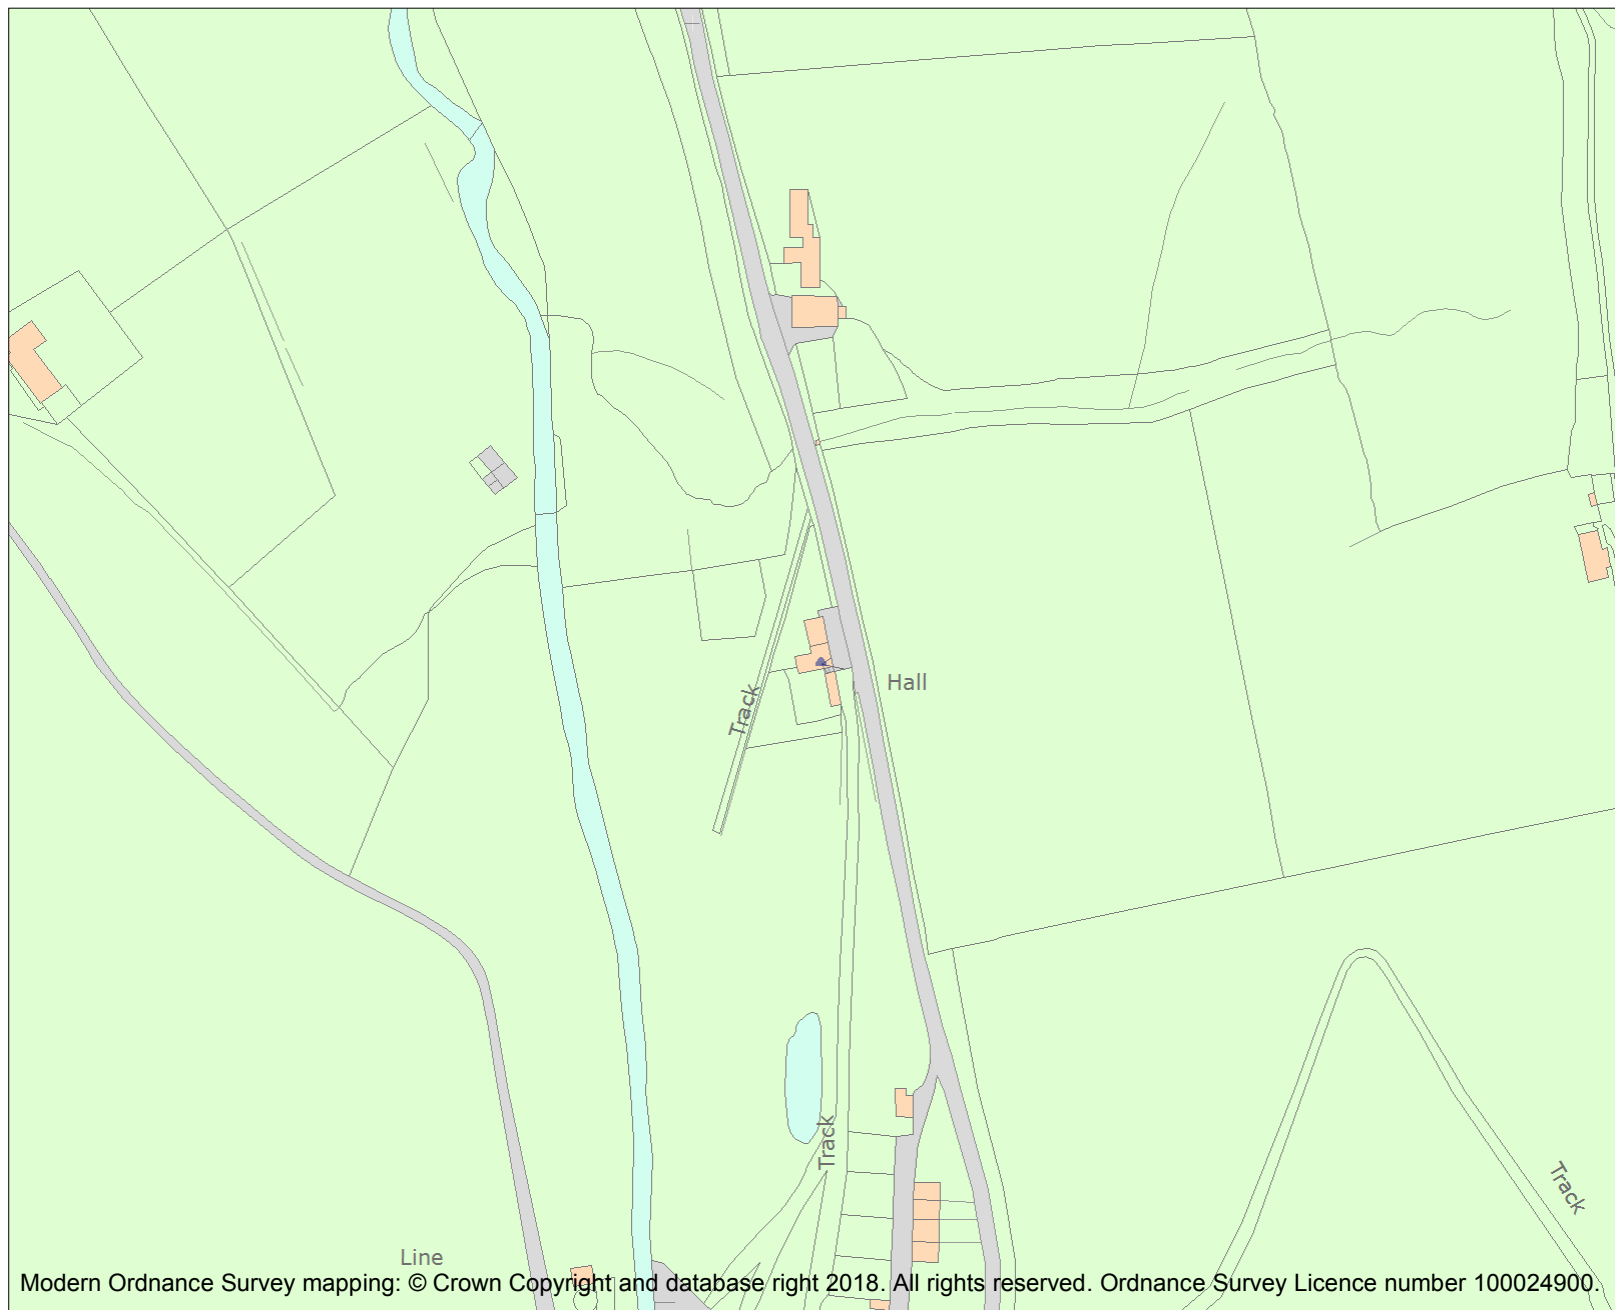 Hall
Track
Track
Track
Line
Modern Ordnance Survey mapping: © Crown Copyright and database right 2018. All rights reserved. Ordnance Survey Licence number 100024900.